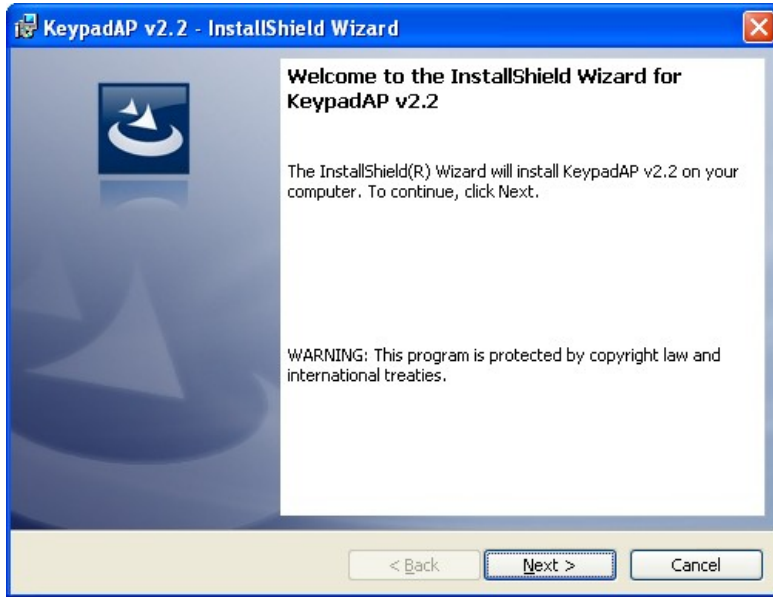 KeypadAP v2.2 - InstallShield Wizard
Welcome to the InstallShield Wizard for
KeypadAP v2.2
The InstallShield(R) Wizard will install KeypadAP v2.2 on your
computer. To continue, click Next.
WARNING: This program is protected by copyright law and
international treaties.
< Back Next > Cancel